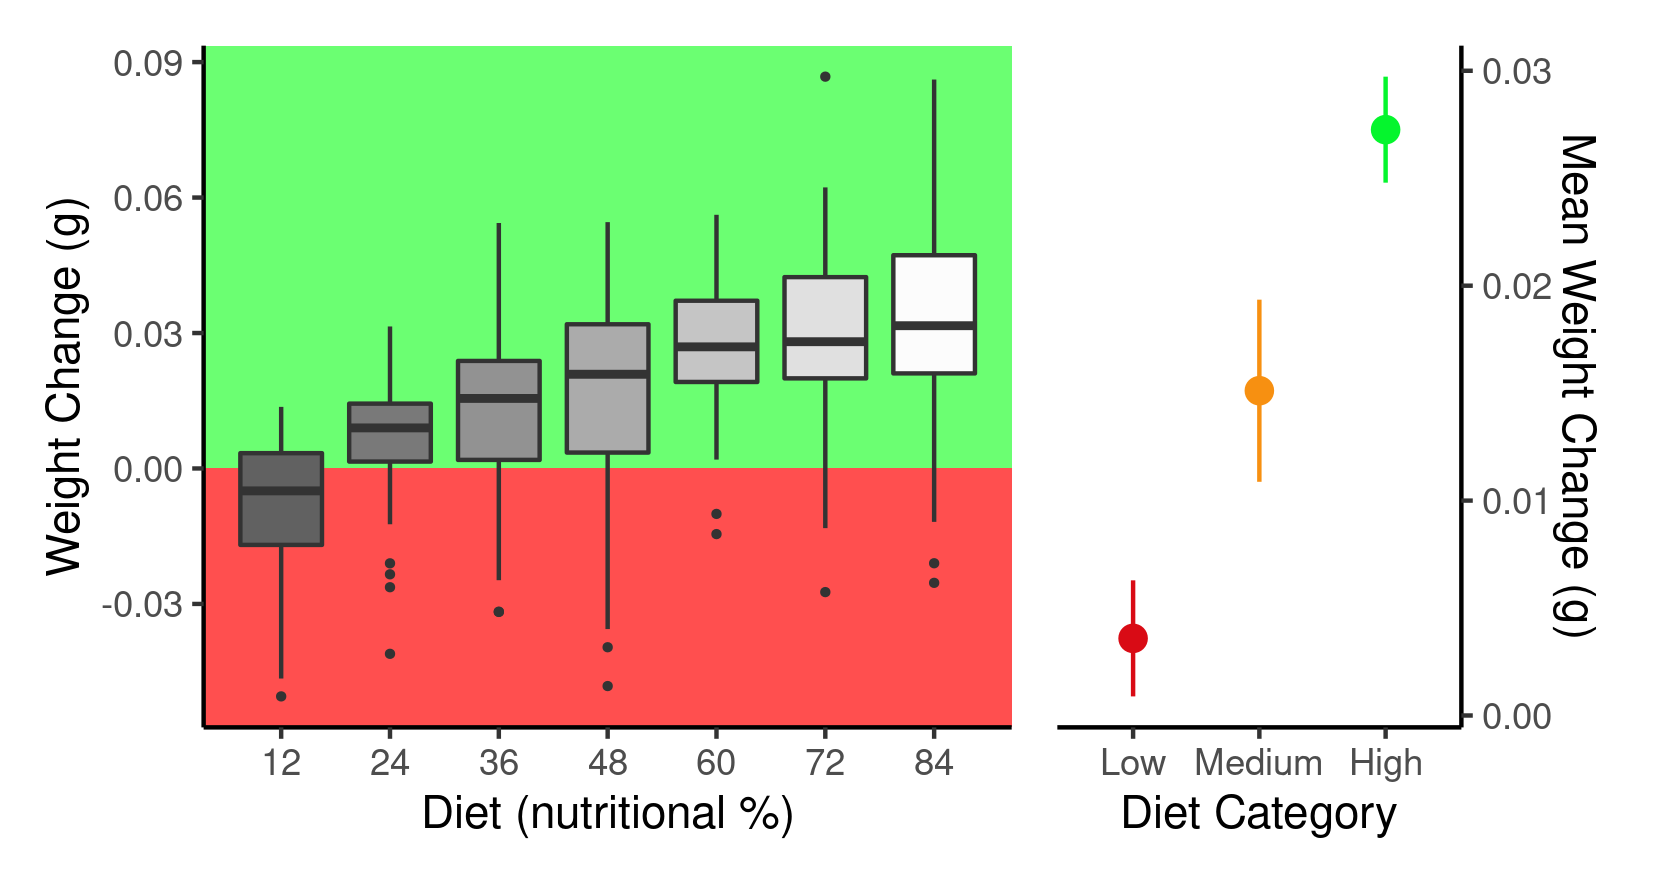 Weight Change (g)
0.09
0.06
0.03
0.00
-0.03
12 24 36 48 60 72 84
Diet (nutritional %)
0.03
0.02
0.01
0.00
Mean Weight Change (g)
Low Medium High
Diet Category